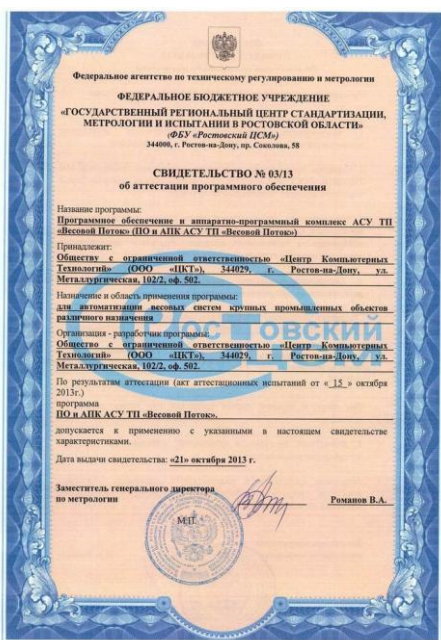 Федеральное агентство по техническому регулированию и метрологии
ФЕДЕРАЛЬНОЕ БЮДЖЕТНОЕ УЧРЕЖДЕНИЕ
«ГОСУДАРСТВЕННЫЙ РЕГИОНАЛЬНЫЙ ЦЕНТР СТАНДАРТИЗАЦИИ,
МЕТРОЛОГИИ И ИСПЫТАНИЙ В РОСТОВСКОЙ ОБЛАСТИ»
(ФБУ «Ростовский ЦСМ»)
344000, г. Ростов-на-Дону, пр. Соколова, 58
СВИДЕТЕЛЬСТВО № 03/13
об аттестации программного обеспечения
Название программы:
Программное обеспечение и аппаратно-программный комплекс АСУ ТП
«Весовой Поток» (ПО и АПК АСУ ТП «Весовой Поток»)
Принадлежит:
Обществу с ограниченной ответственностью «Центр Компьютерных
Технологий» (ООО «ЦКТ»), 344029, г. Ростов-на-Дону, ул.
Металлургическая, 102/2, оф. 502.
Назначение и область применения программы:
для автоматизации весовых систем крупных промышленных объектов
различного назначения
Организация - разработчик программы:
Общество с ограниченной ответственностью «Центр Компьютерных
Технологий» (ООО «ЦКТ»), 344029, г. Ростов-на-Дону, ул.
Металлургическая, 102/2, оф. 502.
По результатам аттестации (акт аттестационных испытаний от «_15_» октября
2013г.)
программа
ПО и АПК АСУ ТП «Весовой Поток».
допускается к применению с указанными в настоящем свидетельстве
характеристиками.
Дата выдачи свидетельства: «21» октября 2013 г.
Заместитель генерального директора
по метрологии
Романов В.А.
М.П.